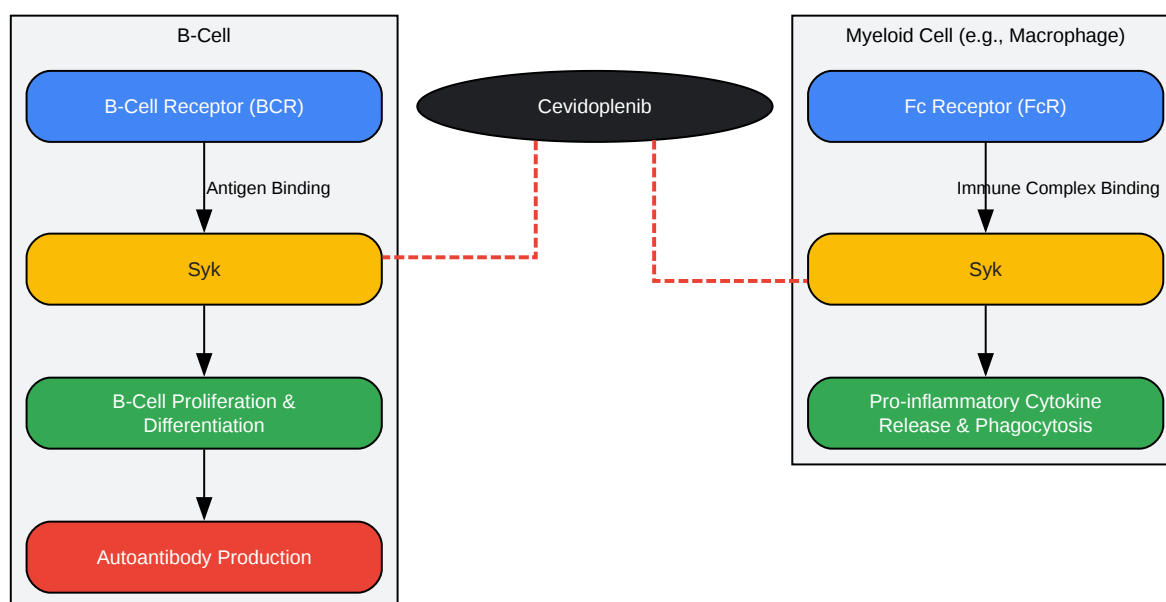 B-Cell
B-Cell Receptor (BCR)
Antigen Binding
Syk
B-Cell Proliferation &
Differentiation
Autoantibody Production
Cevidoplenib
Myeloid Cell (e.g., Macrophage)
Fc Receptor (FcR)
Immune Complex Binding
Syk
Pro-inflammatory Cytokine
Release & Phagocytosis